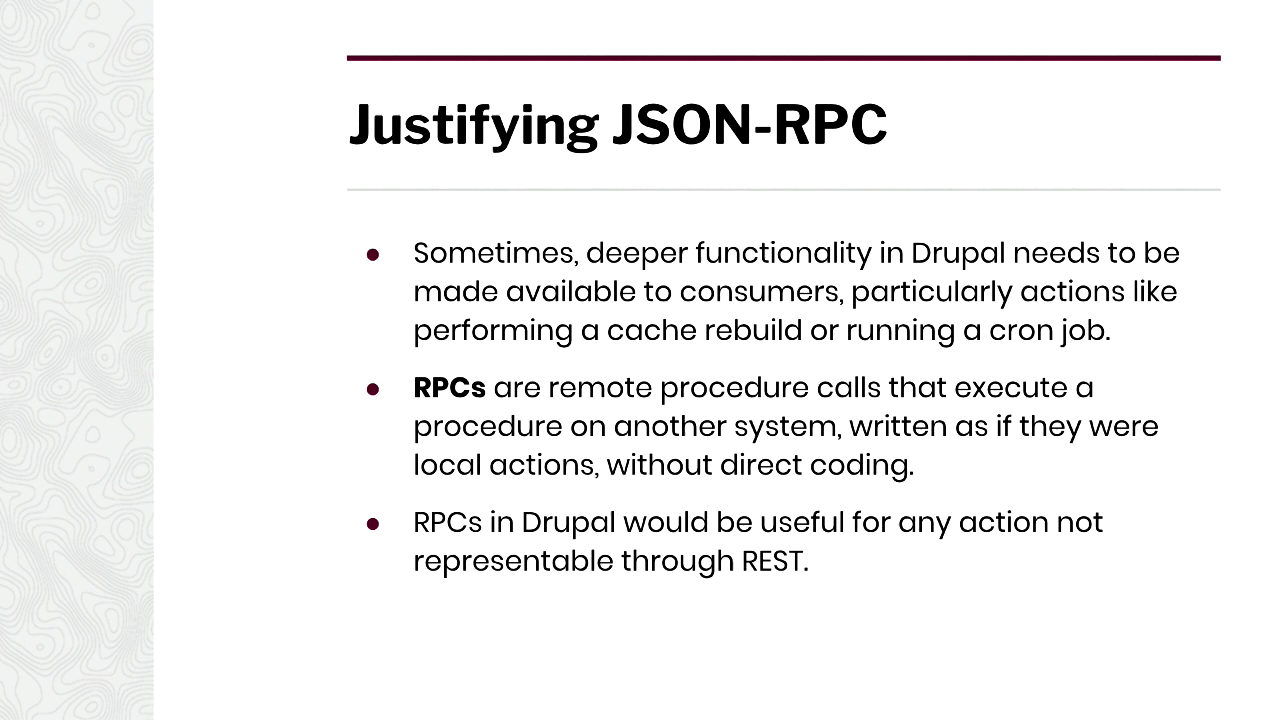 Justifying JSON-RPC
● Sometimes, deeper functionality in Drupal needs to be
made available to consumers, particularly actions like
performing a cache rebuild or running a cron job.
● RPCs are remote procedure calls that execute a
procedure on another system, written as if they were
local actions, without direct coding.
● RPCs in Drupal would be useful for any action not
representable through REST.